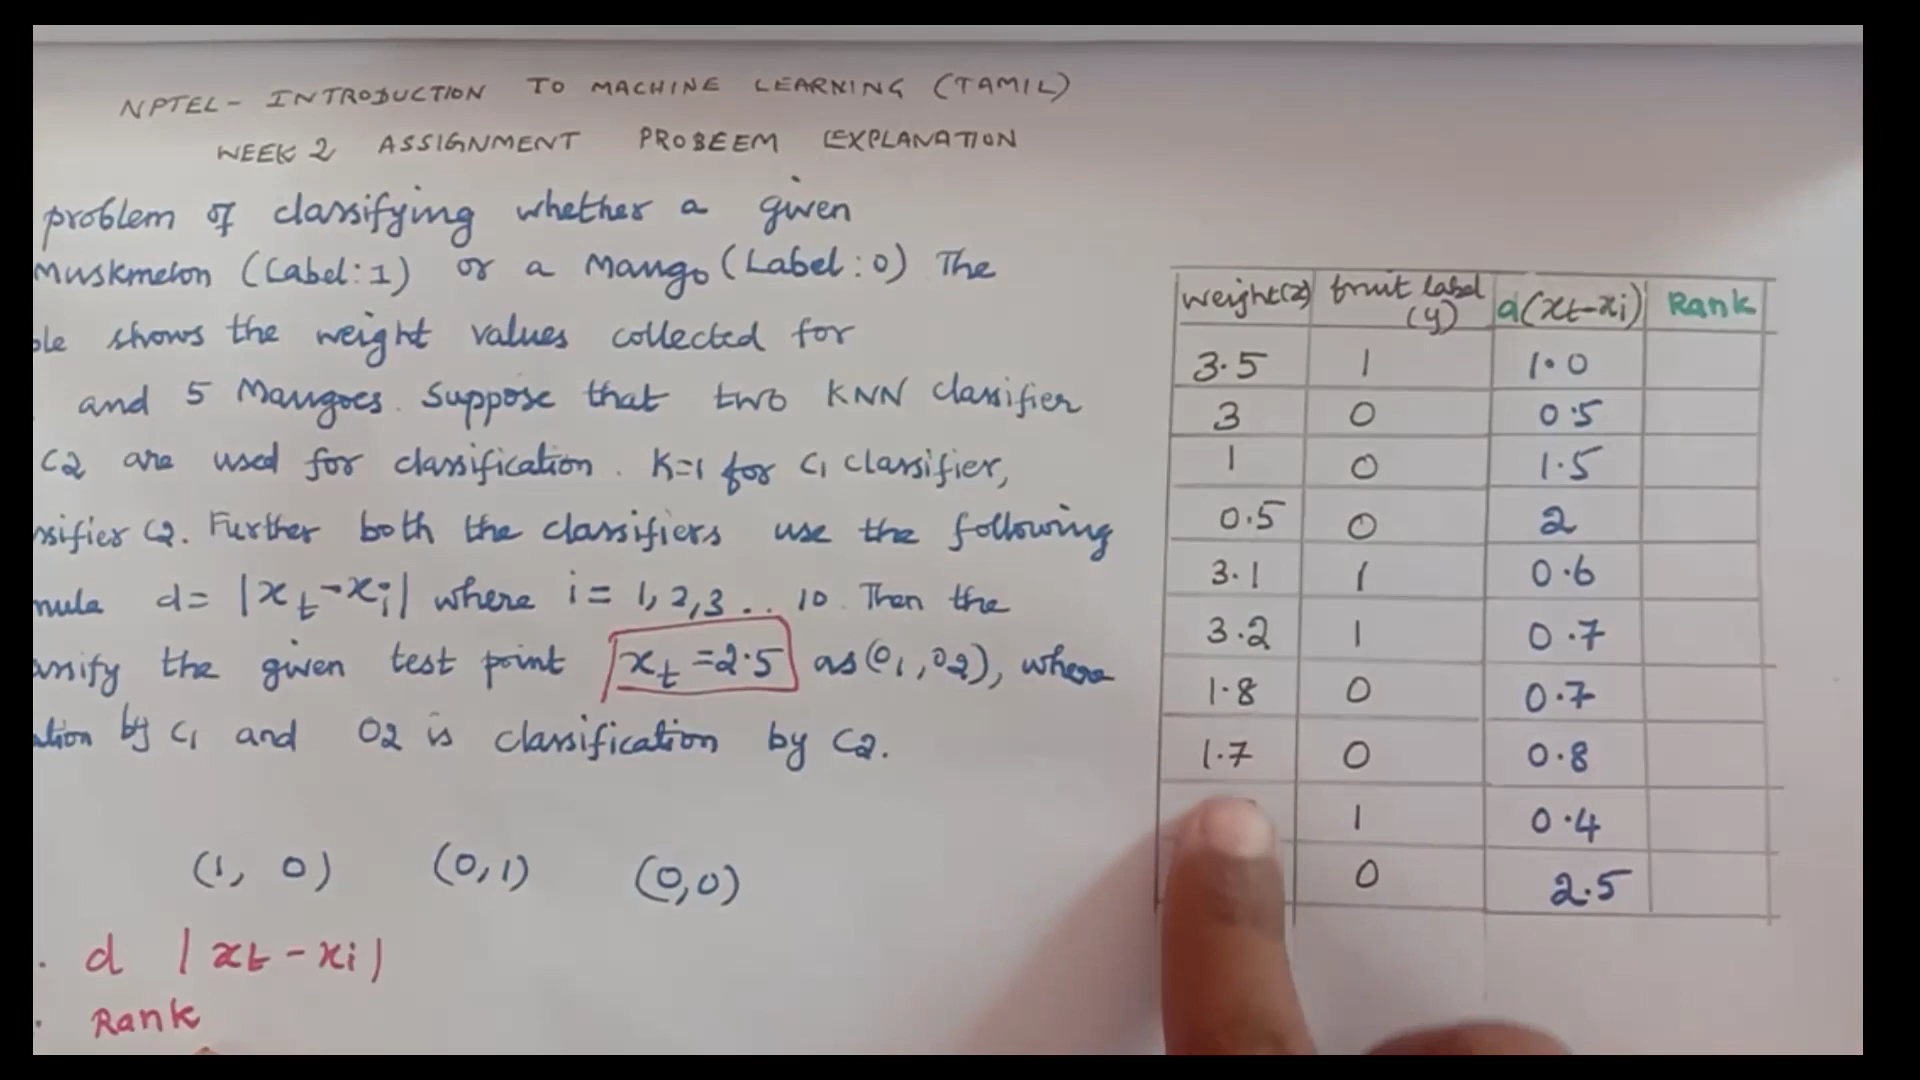 NPTEL - INTRODUCTION TO MACHINE LEARNING (TAMIL)
WEEK 2 ASSIGNMENT PROBEEM EXPLANATION
problem of classifying whether a given
Muskmelon (Label:1) or a Mango (Label:0) The
ble shows the weight values collected for
and 5 Mangoes. Suppose that two KNN classifier
C2 are used for classification. K=1 for C1 classifier,
ssifier C2. Further both the classifiers use the following
mula d= |xt-xi| where i= 1,2,3 .. 10. Then the
assify the given test point xt=2.5 as (O1,O2), where
ation by C1 and O2 is classification by C2.
(1, 0) (0,1) (0,0)
. d |xt-xi|
. Rank
weight(x) fruit label (y) d(xt-xi) Rank
3.5 1 1.0
3 0 0.5
1 0 1.5
0.5 0 2
3.1 1 0.6
3.2 1 0.7
1.8 0 0.7
1.7 0 0.8
1 0.4
0 2.5